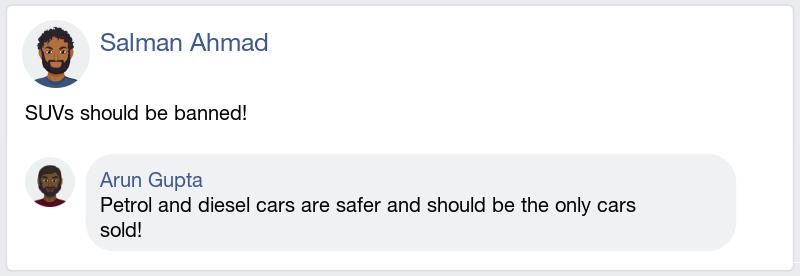 Salman Ahmad
SUVs should be banned!
Arun Gupta
Petrol and diesel cars are safer and should be the only cars
sold!